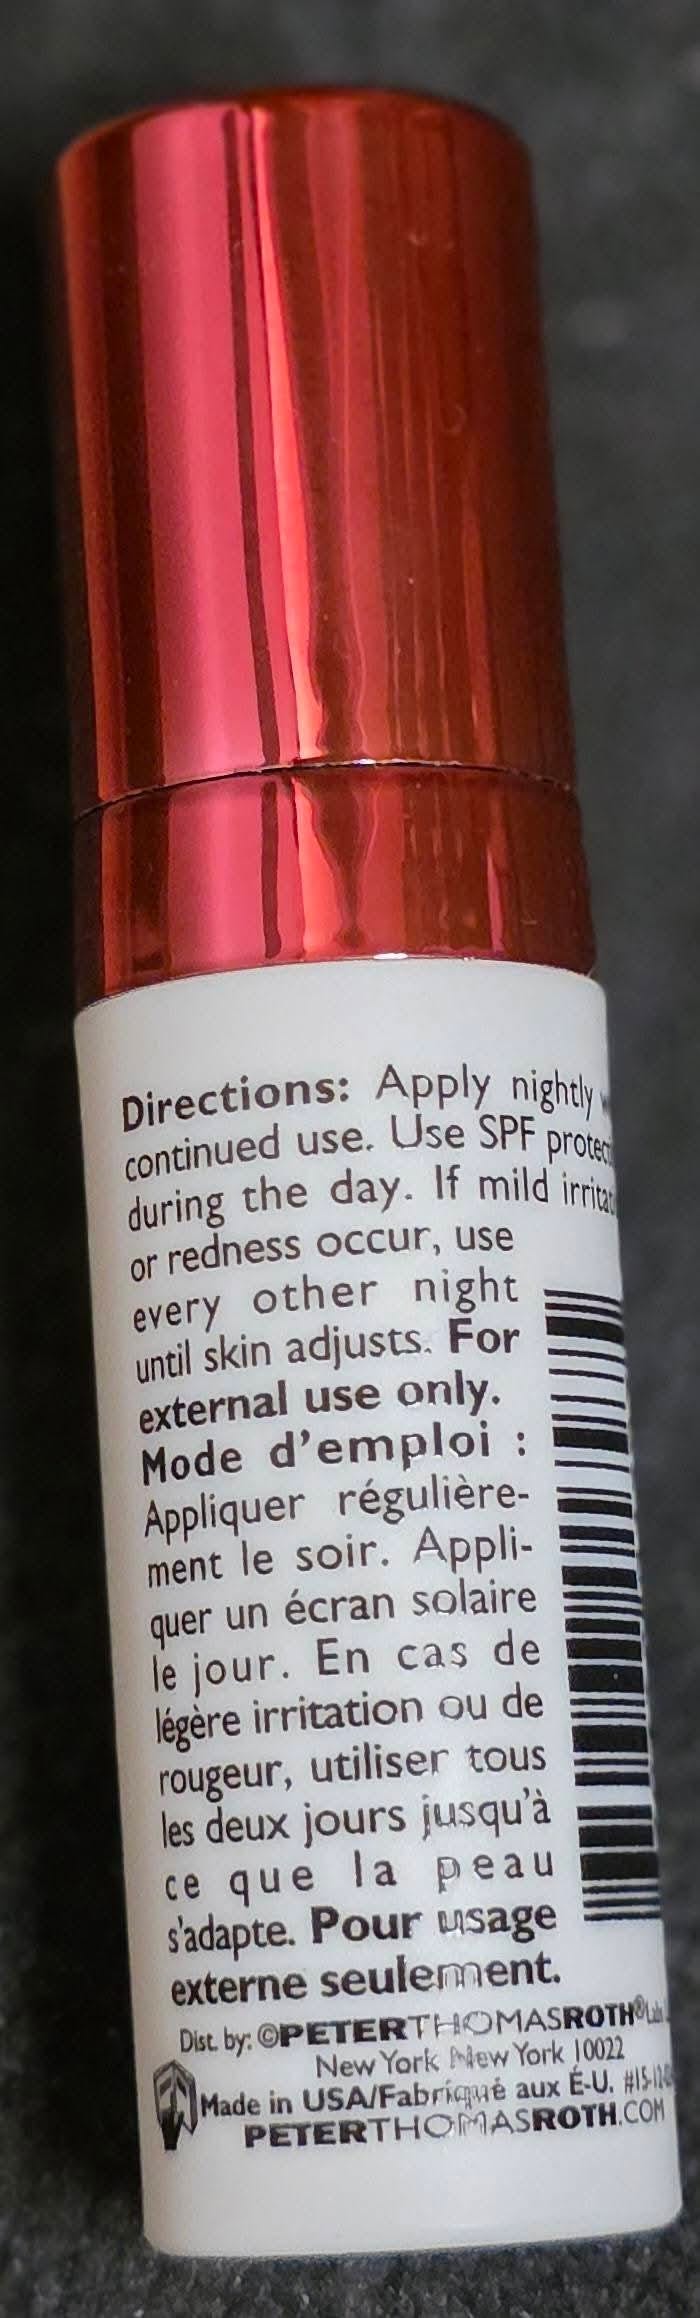 Directions: Apply nightly
continued use. Use SPF
during the day. If mild
or redness occur, use
every other night
until skin adjusts. For
external use only.
Mode d'emploi :
Appliquer régulière-
ment le soir. Appli-
quer un écran solaire
le jour. En cas de
légère irritation ou de
rougeur, utiliser tous
les deux jours jusqu'à
ce que la peau
s'adapte. Pour usage
externe seulement.
Dist. by: ©PETERTHOMASROTH®
New York New York 10022
Made in USA/Fabriqué aux É-U.
PETERTHOMASROTH.COM